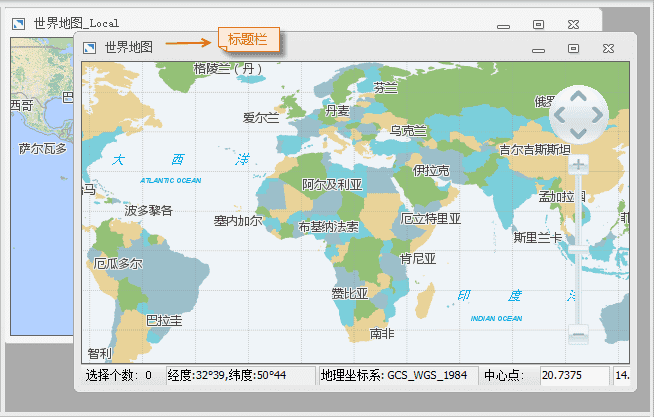 世界地图_Local
世界地图
标题栏
格陵兰（丹）
芬兰
俄罗
西哥
巴
丹麦
爱尔兰
乌克兰
萨尔瓦多
吉尔吉斯斯坦
大 西 洋
伊拉克
ATLANTIC OCEAN
阿尔及利亚
哈马
孟加拉国
波多黎各
塞内加尔
布基纳法索
厄立特里亚
斯里兰卡
厄瓜多尔
肯尼亚
赞比亚
印 度 洋
巴拉圭
INDIAN OCEAN
南非
智利
选择个数: 0 经度:32°39,纬度:50°44 地理坐标系: GCS_WGS_1984 中心点: 20.7375 14.